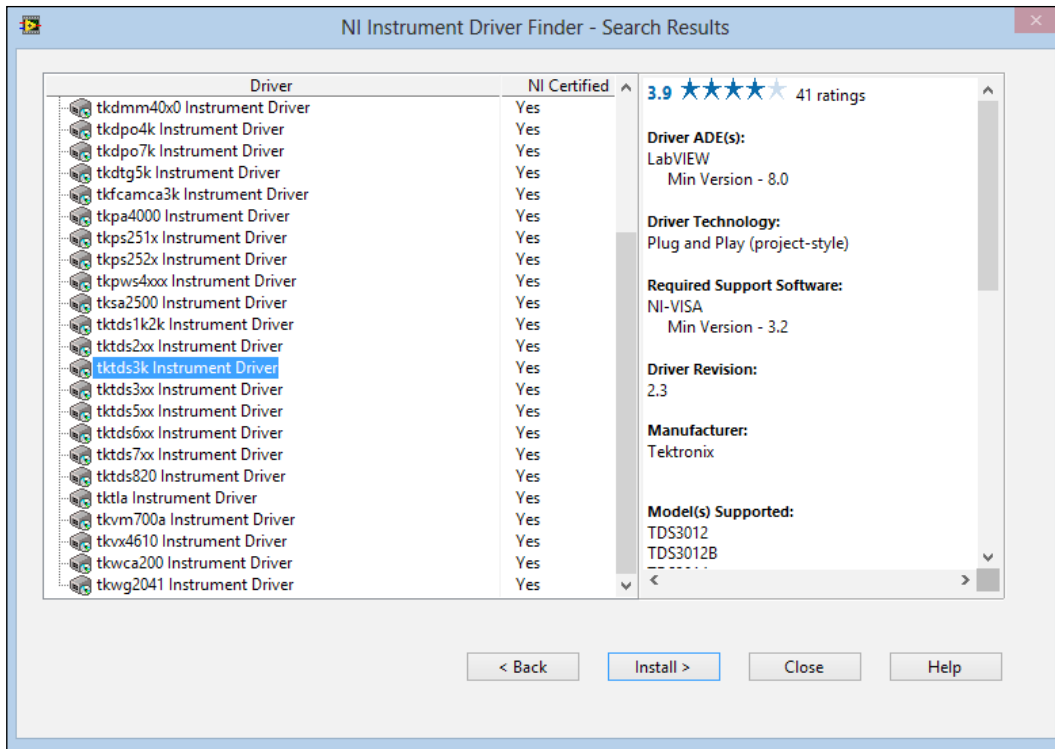 NI Instrument Driver Finder - Search Results
Driver NI Certified
tkdmm40x0 Instrument Driver Yes
tkdpo4k Instrument Driver Yes
tkdpo7k Instrument Driver Yes
tkdtg5k Instrument Driver Yes
tkfcamca3k Instrument Driver Yes
tkpa4000 Instrument Driver Yes
tkps251x Instrument Driver Yes
tkps252x Instrument Driver Yes
tkpws4xxx Instrument Driver Yes
tksa2500 Instrument Driver Yes
tktds1k2k Instrument Driver Yes
tktds2xx Instrument Driver Yes
tktds3k Instrument Driver Yes
tktds3xx Instrument Driver Yes
tktds5xx Instrument Driver Yes
tktds6xx Instrument Driver Yes
tktds7xx Instrument Driver Yes
tktds820 Instrument Driver Yes
tktla Instrument Driver Yes
tkvm700a Instrument Driver Yes
tkvx4610 Instrument Driver Yes
tkwca200 Instrument Driver Yes
tkwg2041 Instrument Driver Yes
3.9 41 ratings
Driver ADE(s):
LabVIEW
Min Version - 8.0
Driver Technology:
Plug and Play (project-style)
Required Support Software:
NI-VISA
Min Version - 3.2
Driver Revision:
2.3
Manufacturer:
Tektronix
Model(s) Supported:
TDS3012
TDS3012B
< Back Install > Close Help